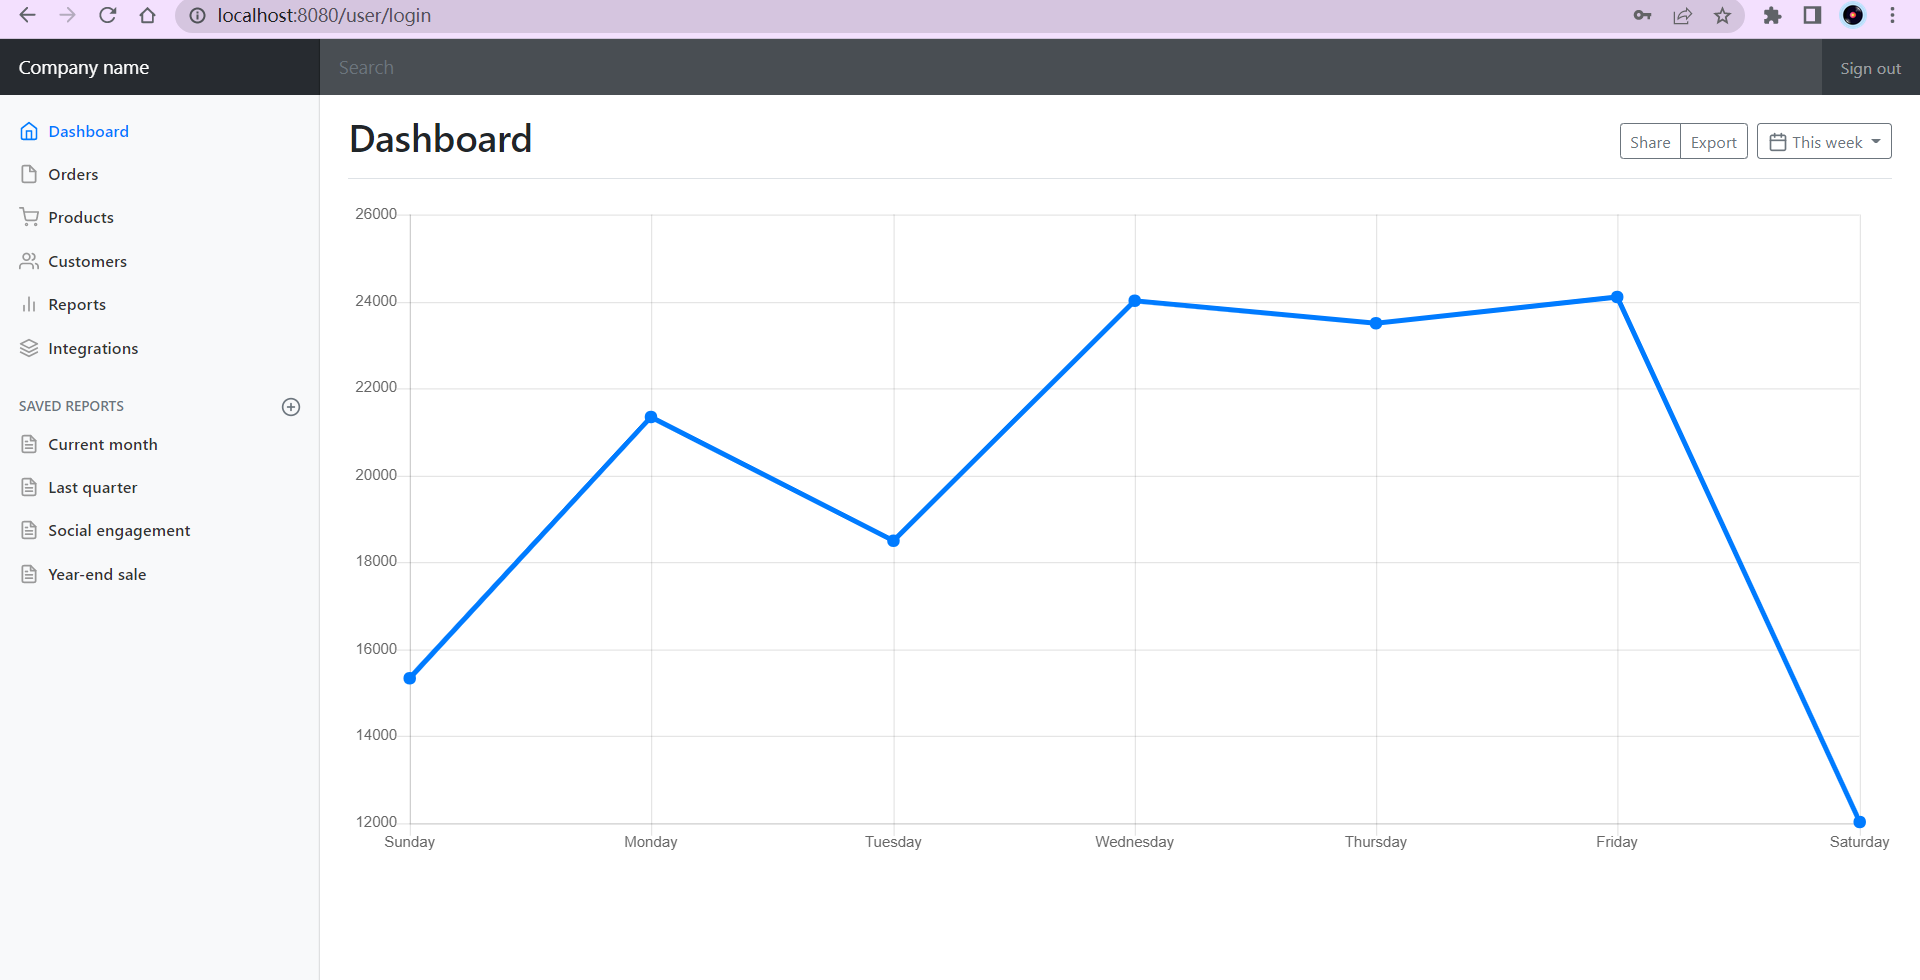 localhost:8080/user/login
Company name
Search
Sign out
Dashboard
Orders
Products
Customers
Reports
Integrations
SAVED REPORTS
Current month
Last quarter
Social engagement
Year-end sale
Dashboard
Share
Export
This week
26000
24000
22000
20000
18000
16000
14000
12000
Sunday Monday Tuesday Wednesday Thursday Friday Saturday